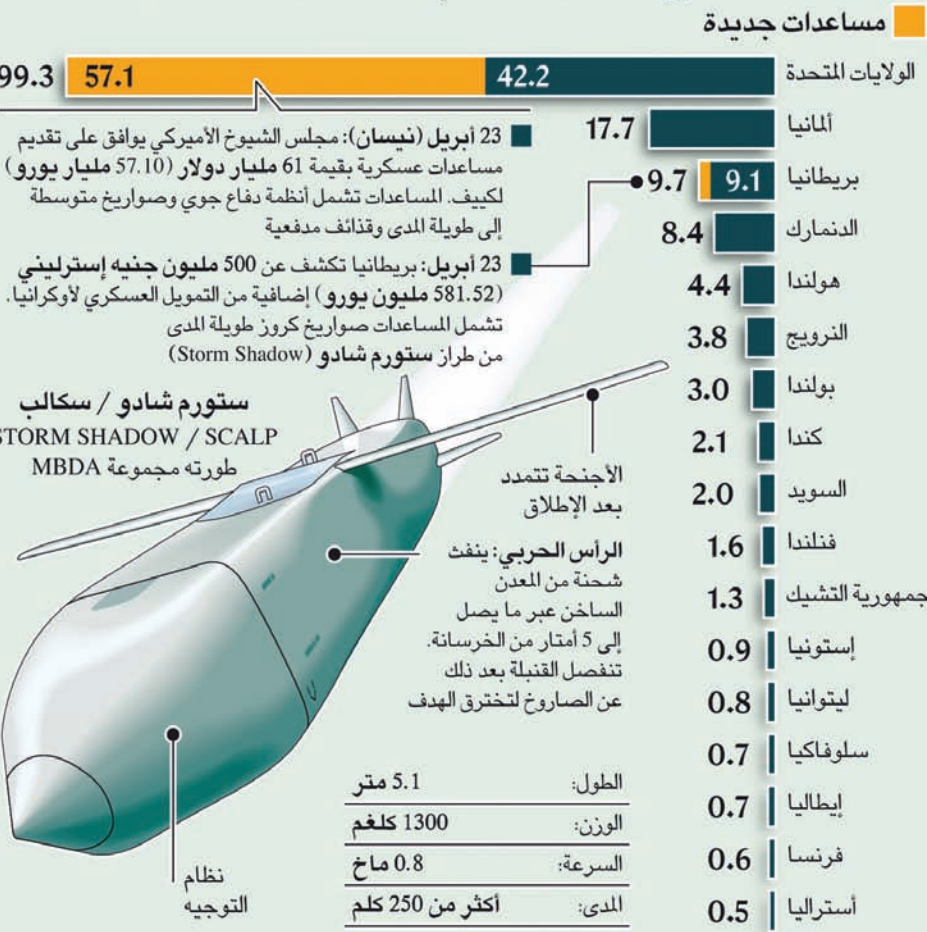 مساعدات جديدة
الولايات المتحدة 42.2 57.1 99.3
ألمانيا 17.7
بريطانيا 9.1 9.7
الدنمارك 8.4
هولندا 4.4
النرويج 3.8
بولندا 3.0
كندا 2.1
السويد 2.0
فنلندا 1.6
جمهورية التشيك 1.3
إستونيا 0.9
ليتوانيا 0.8
سلوفاكيا 0.7
إيطاليا 0.7
فرنسا 0.6
أستراليا 0.5
23 أبريل (نيسان): مجلس الشيوخ الأميركي يوافق على تقديم
مساعدات عسكرية بقيمة 61 مليار دولار (57.10 مليار يورو)
لكييف. المساعدات تشمل أنظمة دفاع جوي وصواريخ متوسطة
إلى طويلة المدى وقذائف مدفعية
23 أبريل: بريطانيا تكشف عن 500 مليون جنيه إسترليني
(581.52 مليون يورو) إضافية من التمويل العسكري لأوكرانيا.
تشمل المساعدات صواريخ كروز طويلة المدى
من طراز ستورم شادو (Storm Shadow)
ستورم شادو / سكالب
STORM SHADOW / SCALP
طورته مجموعة MBDA
الأجنحة تتمدد
بعد الإطلاق
الرأس الحربي: ينفث
شحنة من المعدن
الساخن عبر ما يصل
إلى 5 أمتار من الخرسانة.
تنفصل القنبلة بعد ذلك
عن الصاروخ لتخترق الهدف
نظام
التوجيه
الطول: 5.1 متر
الوزن: 1300 كلغم
السرعة: 0.8 ماخ
المدى: أكثر من 250 كلم